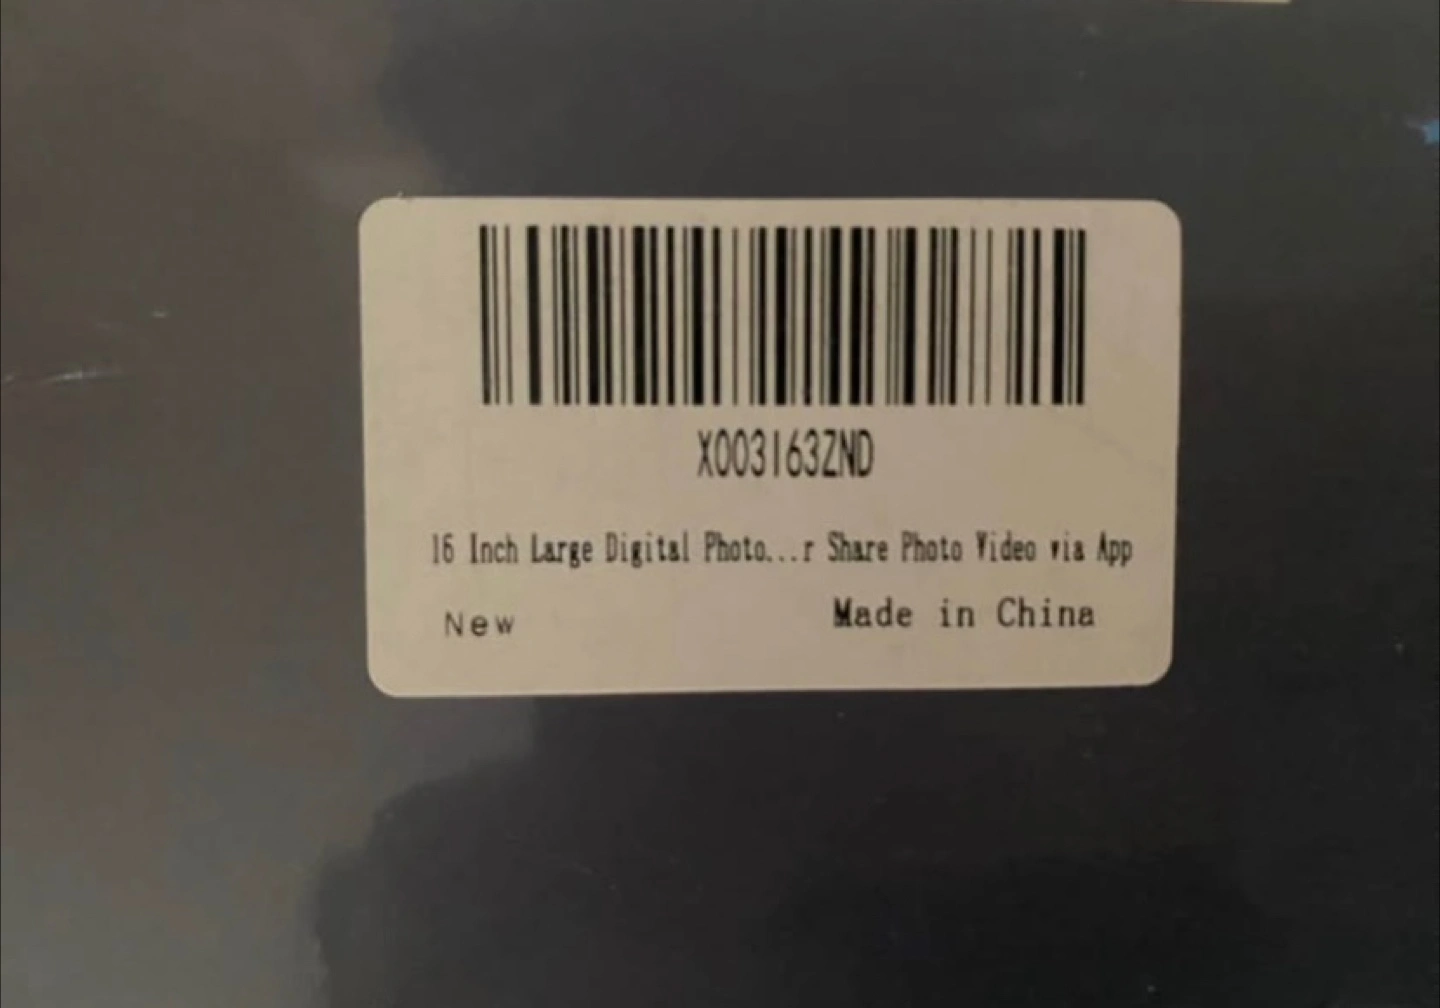 X003163ZND
16 Inch Large Digital Photo...r Share Photo Video via App
New
Made in China